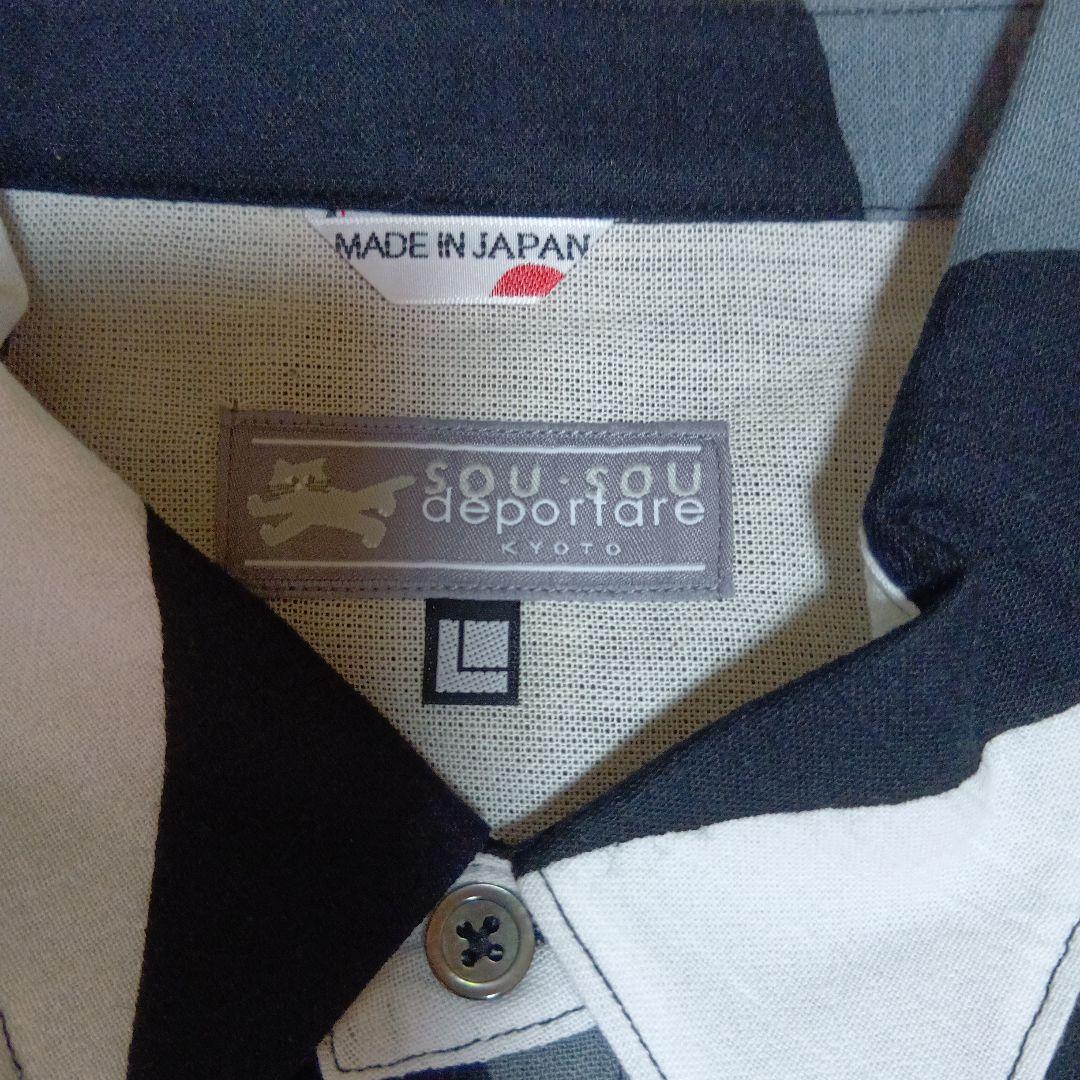 MADE IN JAPAN
SOU・SOU
deportare
KYOTO
L